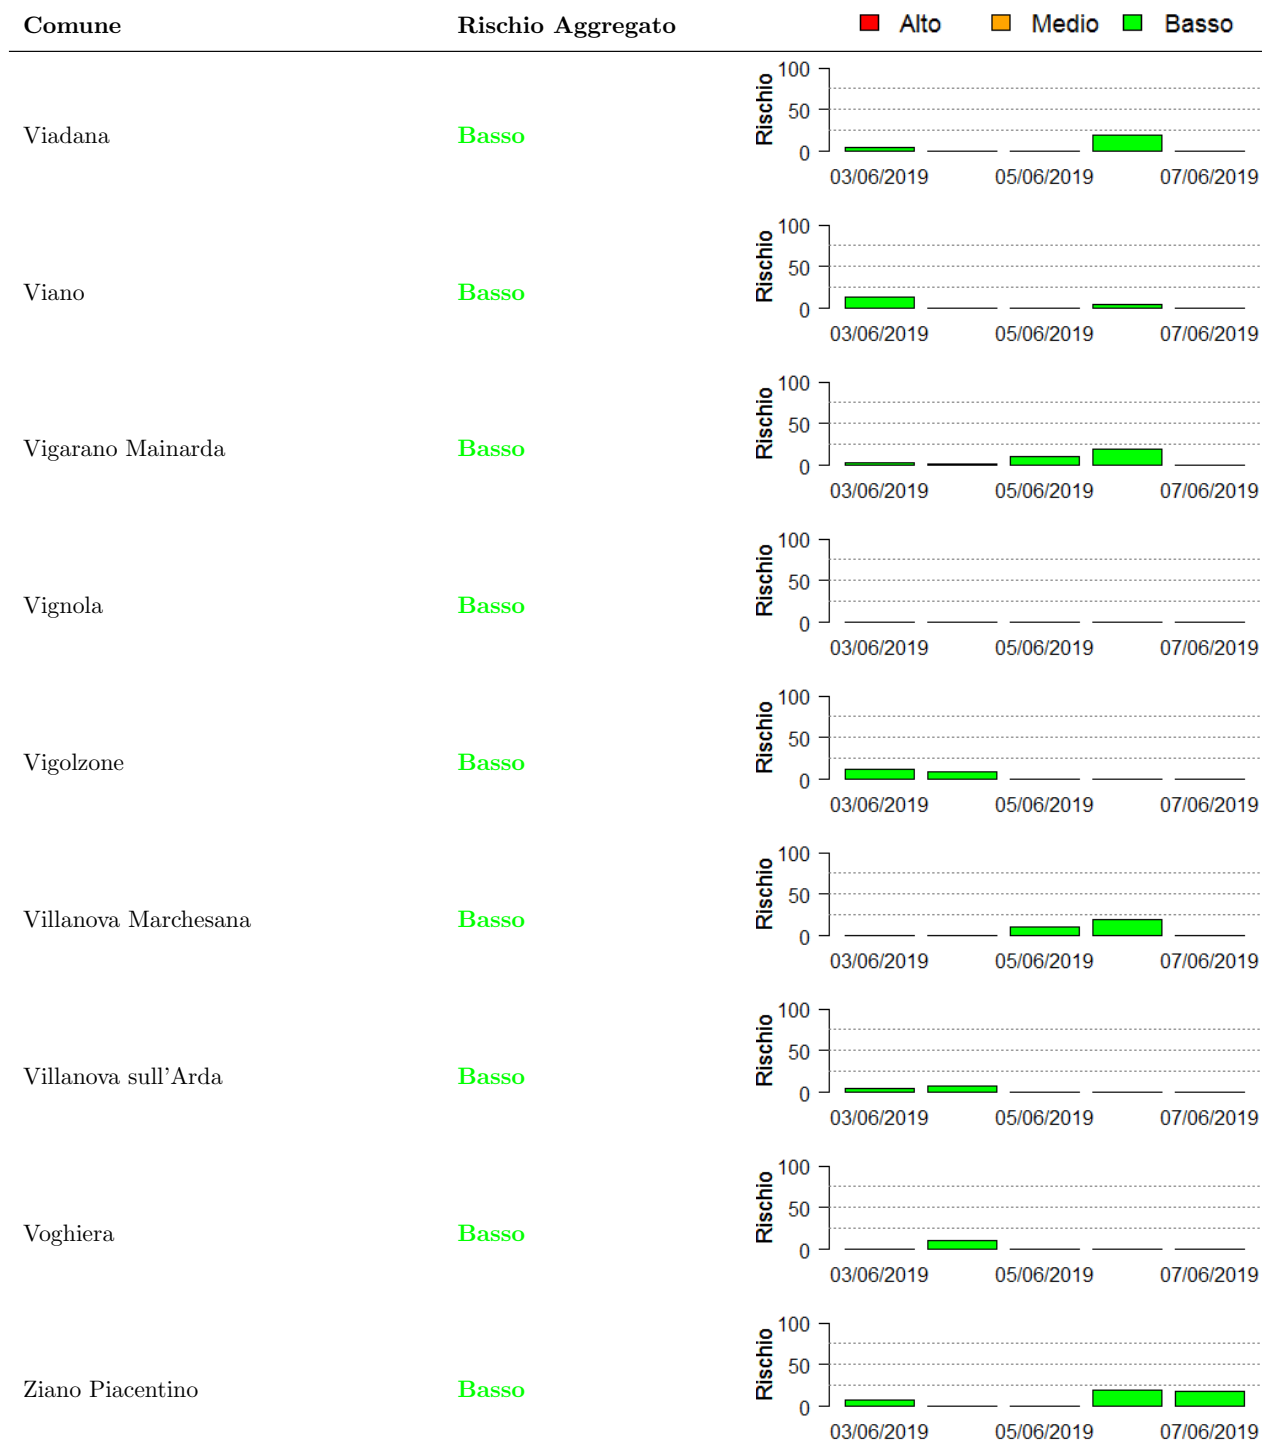 Comune Rischio Aggregato Alto Medio Basso
100
50
0
Rischio
Viadana Basso
03/06/2019 05/06/2019 07/06/2019
100
50
0
Rischio
Viano Basso
03/06/2019 05/06/2019 07/06/2019
100
50
0
Rischio
Vigarano Mainarda Basso
03/06/2019 05/06/2019 07/06/2019
100
50
0
Rischio
Vignola Basso
03/06/2019 05/06/2019 07/06/2019
100
50
0
Rischio
Vigolzone Basso
03/06/2019 05/06/2019 07/06/2019
100
50
0
Rischio
Villanova Marchesana Basso
03/06/2019 05/06/2019 07/06/2019
100
50
0
Rischio
Villanova sull'Arda Basso
03/06/2019 05/06/2019 07/06/2019
100
50
0
Rischio
Voghiera Basso
03/06/2019 05/06/2019 07/06/2019
100
50
0
Rischio
Ziano Piacentino Basso
03/06/2019 05/06/2019 07/06/2019